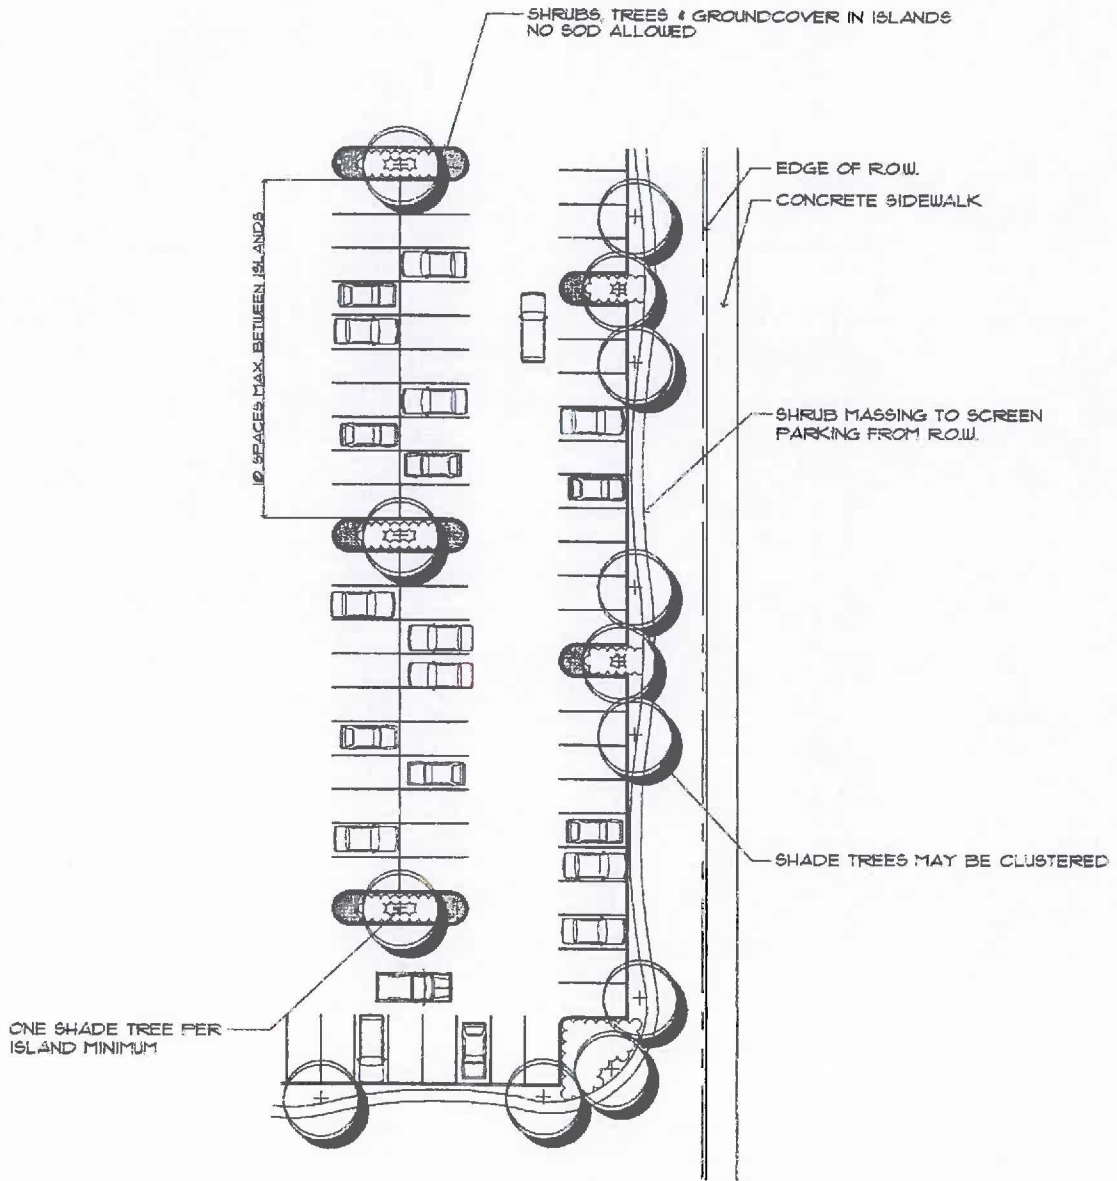 SHRUBS, TREES & GROUNDCOVER IN ISLANDS
NO SOD ALLOWED
EDGE OF R.O.W.
CONCRETE SIDEWALK
10 SPACES MAX. BETWEEN ISLANDS
SHRUB MASSING TO SCREEN
PARKING FROM R.O.W.
SHADE TREES MAY BE CLUSTERED
ONE SHADE TREE PER
ISLAND MINIMUM